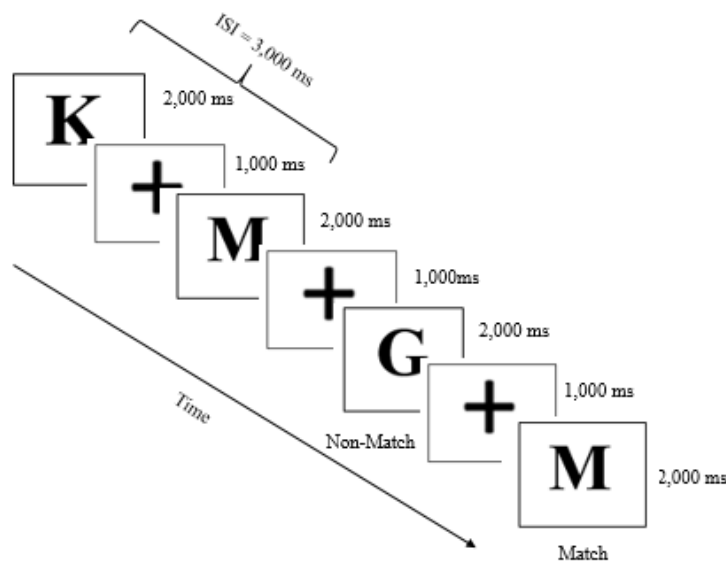 ISI = 3,000 ms
K
2,000 ms
+
1,000 ms
M
2,000 ms
+
1,000ms
G
2,000 ms
Non-Match
+
1,000 ms
M
2,000 ms
Match
Time